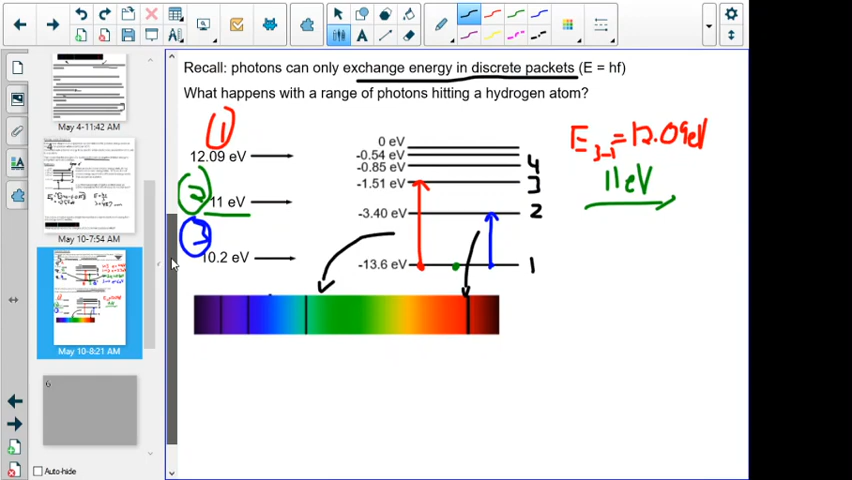 Recall: photons can only exchange energy in discrete packets (E = hf)
What happens with a range of photons hitting a hydrogen atom?
1
12.09 eV
2
11 eV
3
10.2 eV
0 eV
-0.54 eV
-0.85 eV
-1.51 eV
-3.40 eV
-13.6 eV
4
3
2
1
E3-1 = 12.09eV
11eV
May 4-11:42 AM
May 10-7:54 AM
May 10-8:21 AM
6
Auto-hide